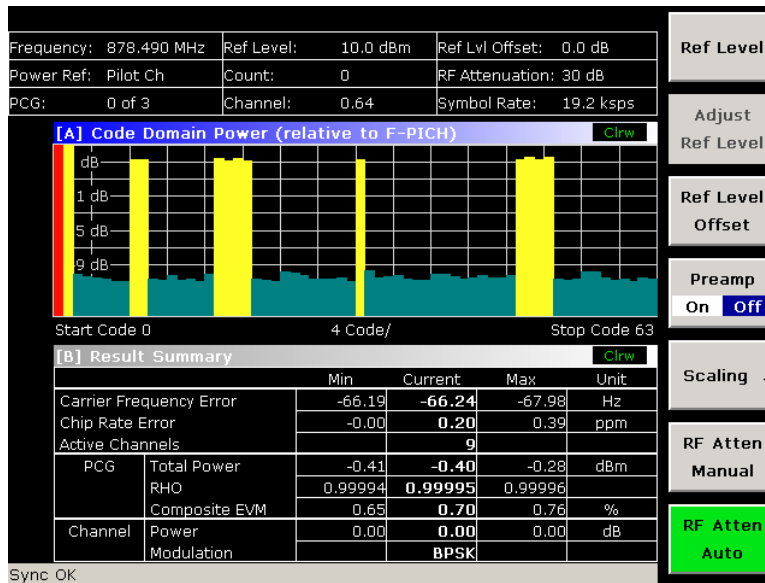 Frequency: 878.490 MHz Ref Level: 10.0 dBm Ref Lvl Offset: 0.0 dB
Power Ref: Pilot Ch Count: 0 RF Attenuation: 30 dB
PCG: 0 of 3 Channel: 0.64 Symbol Rate: 19.2 ksps
[A] Code Domain Power (relative to F-PICH) Clrw
dB
1 dB
5 dB
9 dB
Start Code 0 4 Code/ Stop Code 63
[B] Result Summary Clrw
Min Current Max Unit
Carrier Frequency Error -66.19 -66.24 -67.98 Hz
Chip Rate Error -0.00 0.20 0.39 ppm
Active Channels 9
PCG Total Power -0.41 -0.40 -0.28 dBm
RHO 0.99994 0.99995 0.99996
Composite EVM 0.65 0.70 0.76 %
Channel Power 0.00 0.00 0.00 dB
Modulation BPSK
Sync OK
Ref Level
Adjust
Ref Level
Ref Level
Offset
Preamp
On Off
Scaling
RF Atten
Manual
RF Atten
Auto